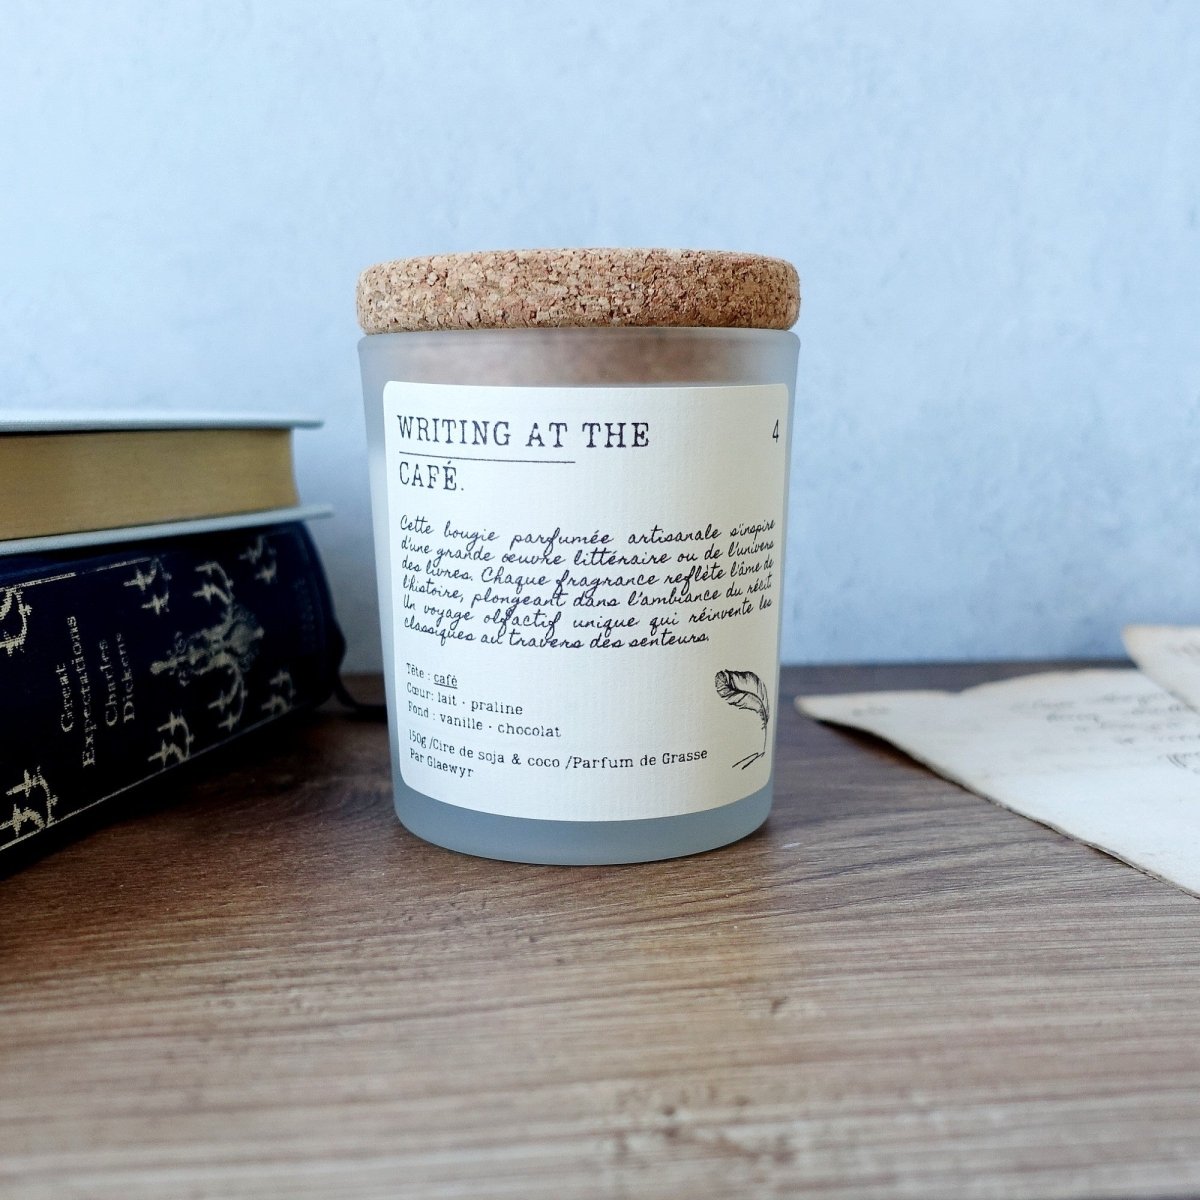 WRITING AT THE
4
CAFÉ.
Cette bougie parfumée artisanale s'inspire
d'une grande œuvre littéraire ou de l'univers
des livres. Chaque fragrance reflète l'âme de
l'histoire, plongeant dans l'ambiance du récit.
Un voyage olfactif unique qui réinvente les
classiques au travers des senteurs.
Tête : café
Cœur: lait · praline
Fond : vanille · chocolat
150g /Cire de soja & coco /Parfum de Grasse
Par Glaewyr
Great
Expectations
Charles
Dickens